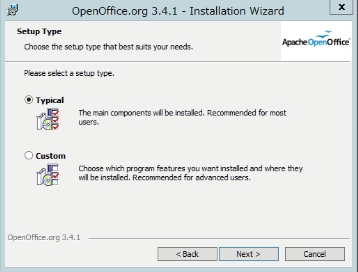 OpenOffice.org 3.4.1 - Installation Wizard
x
Setup Type
Choose the setup type that best suits your needs.
Apache OpenOffice
Please select a setup type.
Typical
The main components will be installed. Recommended for most
users.
Custom
Choose which program features you want installed and where they
will be installed. Recommended for advanced users.
OpenOffice.org 3.4.1
< Back
Next >
Cancel